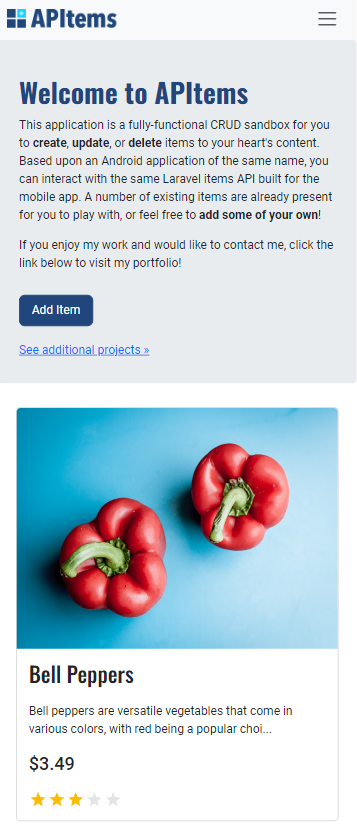 APItems
Welcome to APItems
This application is a fully-functional CRUD sandbox for you
to create, update, or delete items to your heart's content.
Based upon an Android application of the same name, you
can interact with the same Laravel items API built for the
mobile app. A number of existing items are already present
for you to play with, or feel free to add some of your own!
If you enjoy my work and would like to contact me, click the
link below to visit my portfolio!
Add Item
See additional projects »
Bell Peppers
Bell peppers are versatile vegetables that come in
various colors, with red being a popular choi...
$3.49